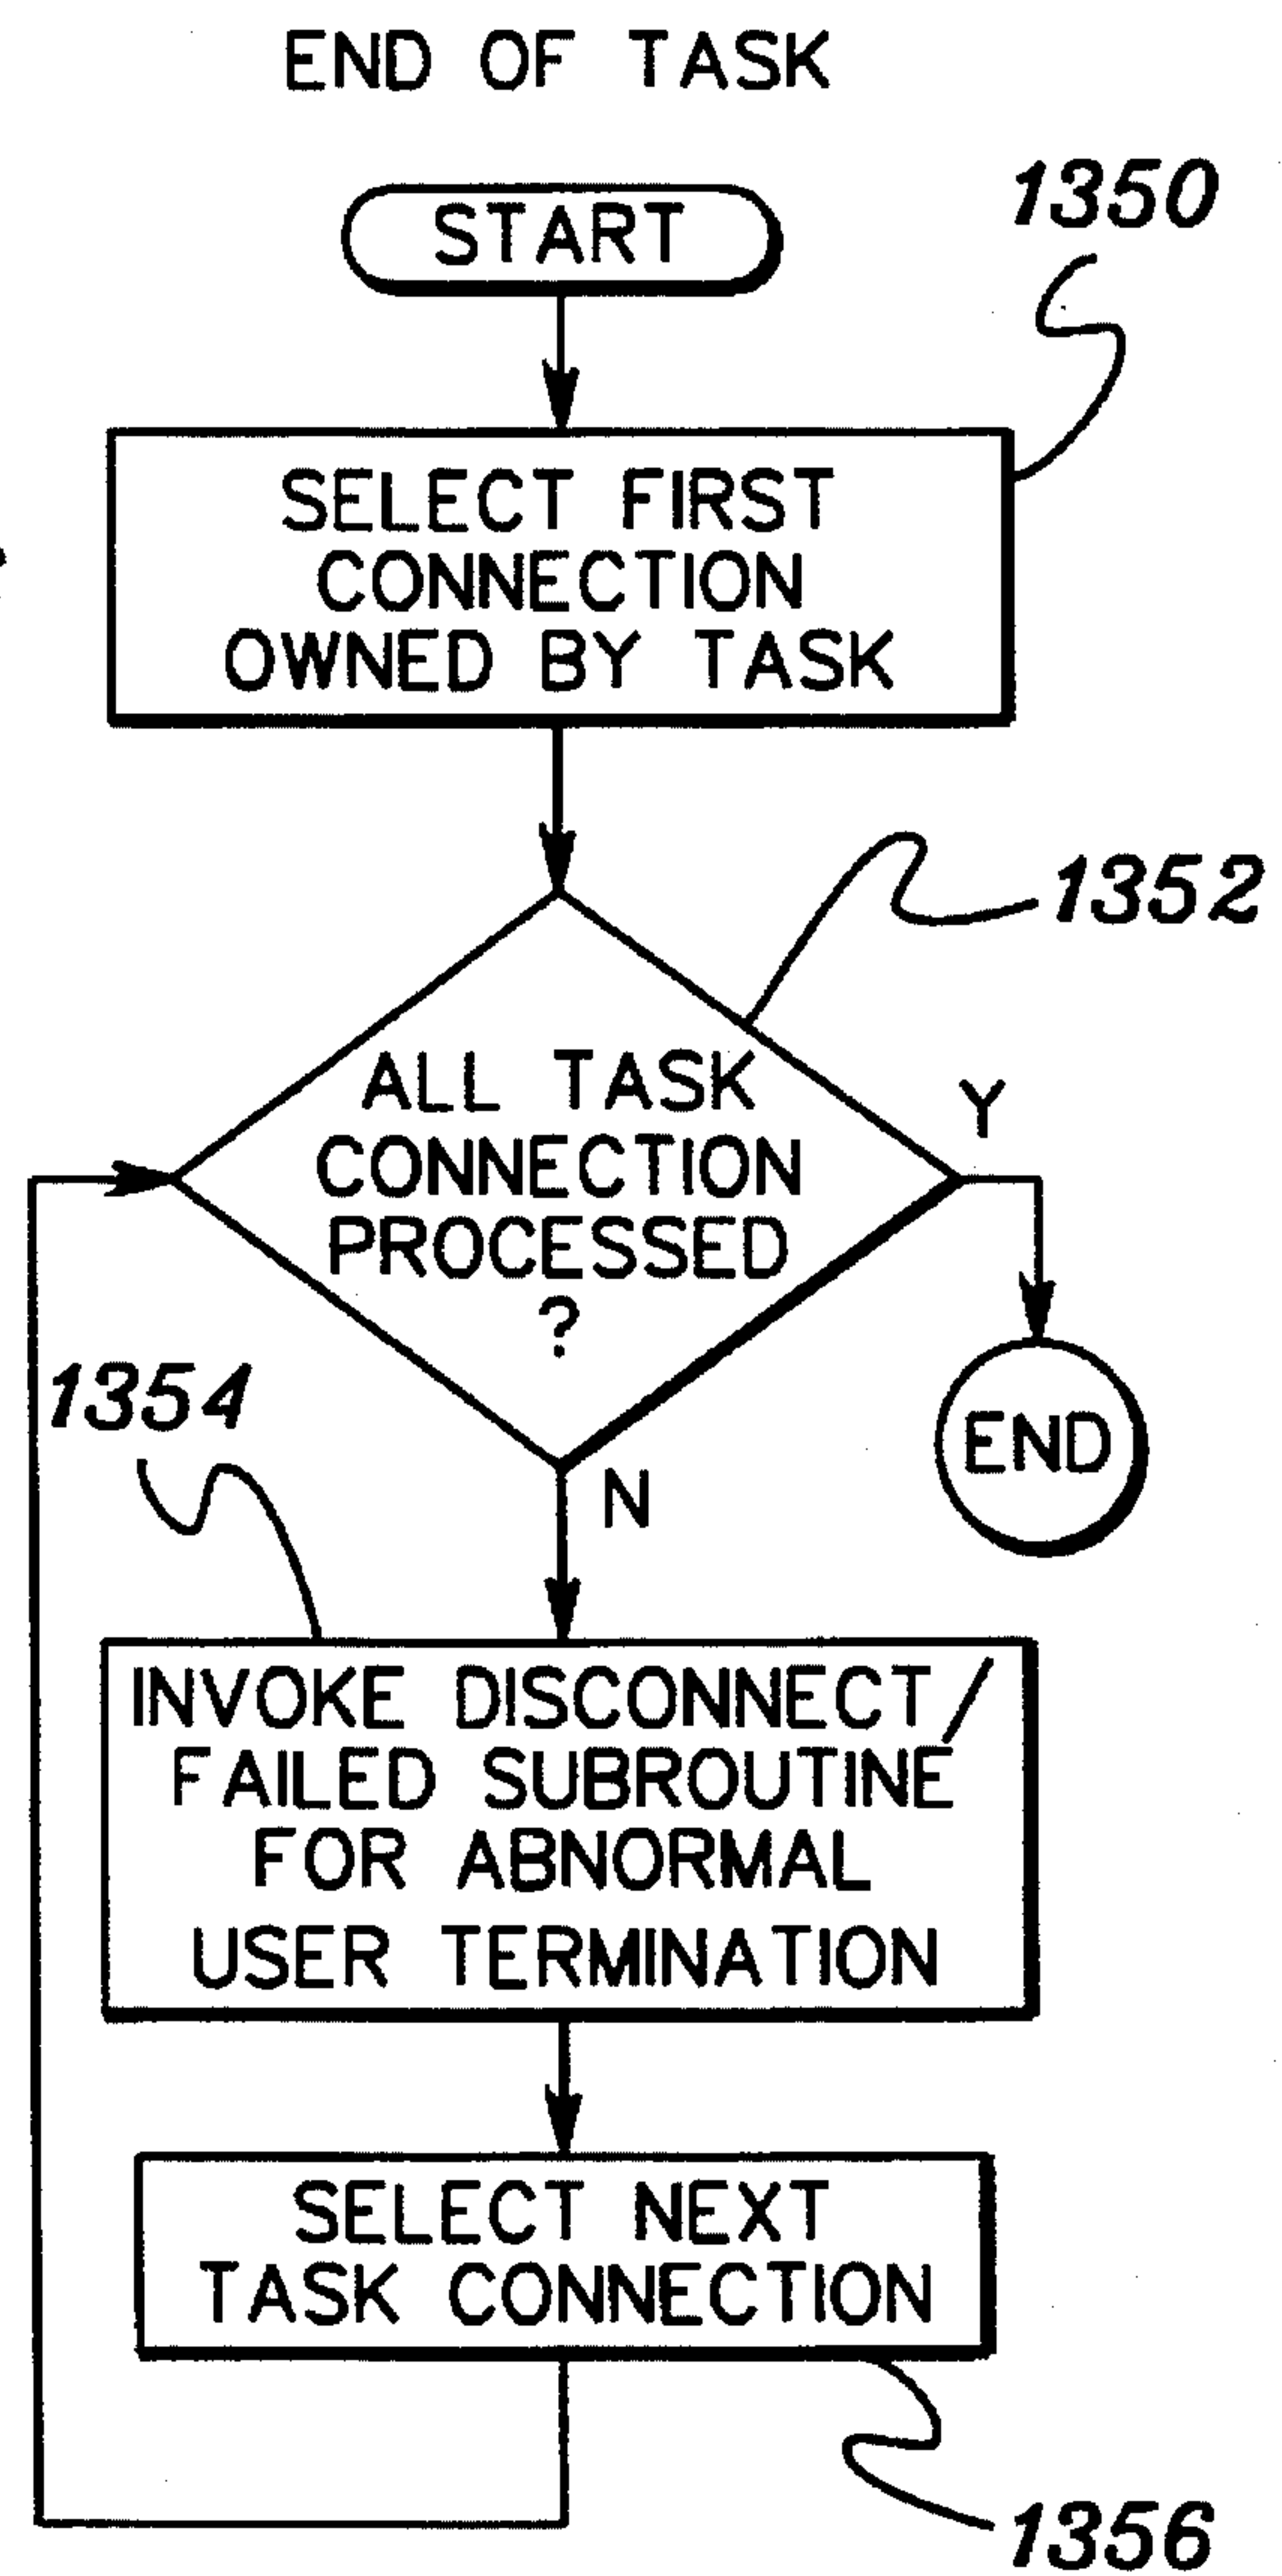 END OF TASK
START
1350
SELECT FIRST
CONNECTION
OWNED BY TASK
1352
ALL TASK
CONNECTION
PROCESSED
?
Y
END
N
1354
INVOKE DISCONNECT/
FAILED SUBROUTINE
FOR ABNORMAL
USER TERMINATION
SELECT NEXT
TASK CONNECTION
1356